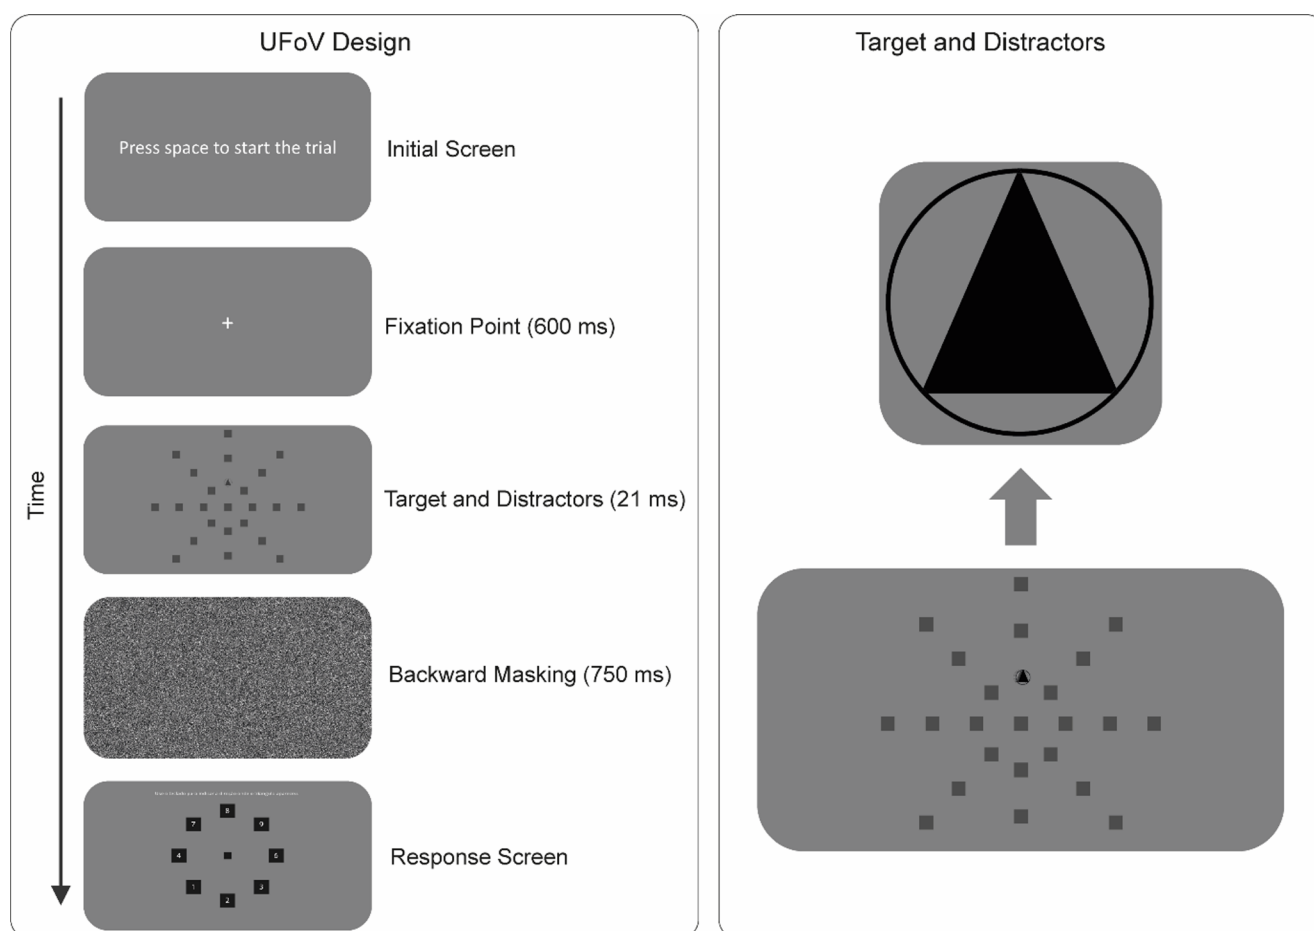 UFoV Design
Press space to start the trial
Initial Screen
+
Fixation Point (600 ms)
Target and Distractors (21 ms)
Backward Masking (750 ms)
8
7 9
4 6
1 3
2
Response Screen
Time
Target and Distractors